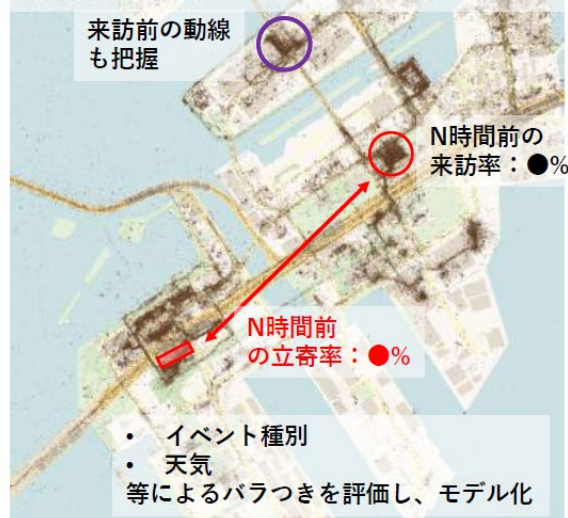 来訪前の動線
も把握
N時間前の
来訪率：●%
N時間前
の立寄率：●%
• イベント種別
• 天気
等によるバラつきを評価し、モデル化